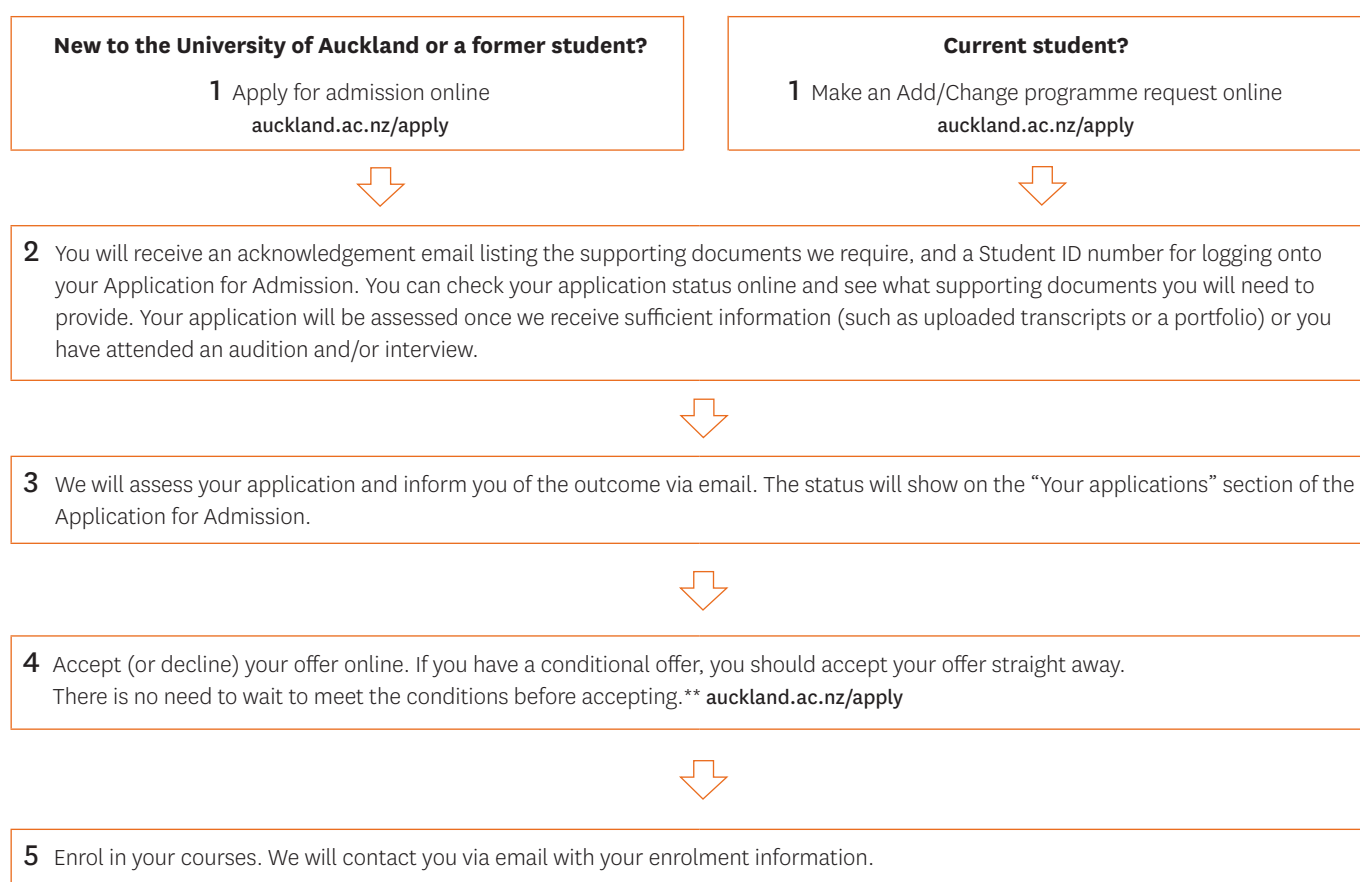 New to the University of Auckland or a former student?
1 Apply for admission online
auckland.ac.nz/apply
Current student?
1 Make an Add/Change programme request online
auckland.ac.nz/apply
2 You will receive an acknowledgement email listing the supporting documents we require, and a Student ID number for logging onto
your Application for Admission. You can check your application status online and see what supporting documents you will need to
provide. Your application will be assessed once we receive sufficient information (such as uploaded transcripts or a portfolio) or you
have attended an audition and/or interview.
3 We will assess your application and inform you of the outcome via email. The status will show on the “Your applications” section of the
Application for Admission.
4 Accept (or decline) your offer online. If you have a conditional offer, you should accept your offer straight away.
There is no need to wait to meet the conditions before accepting.** auckland.ac.nz/apply
5 Enrol in your courses. We will contact you via email with your enrolment information.